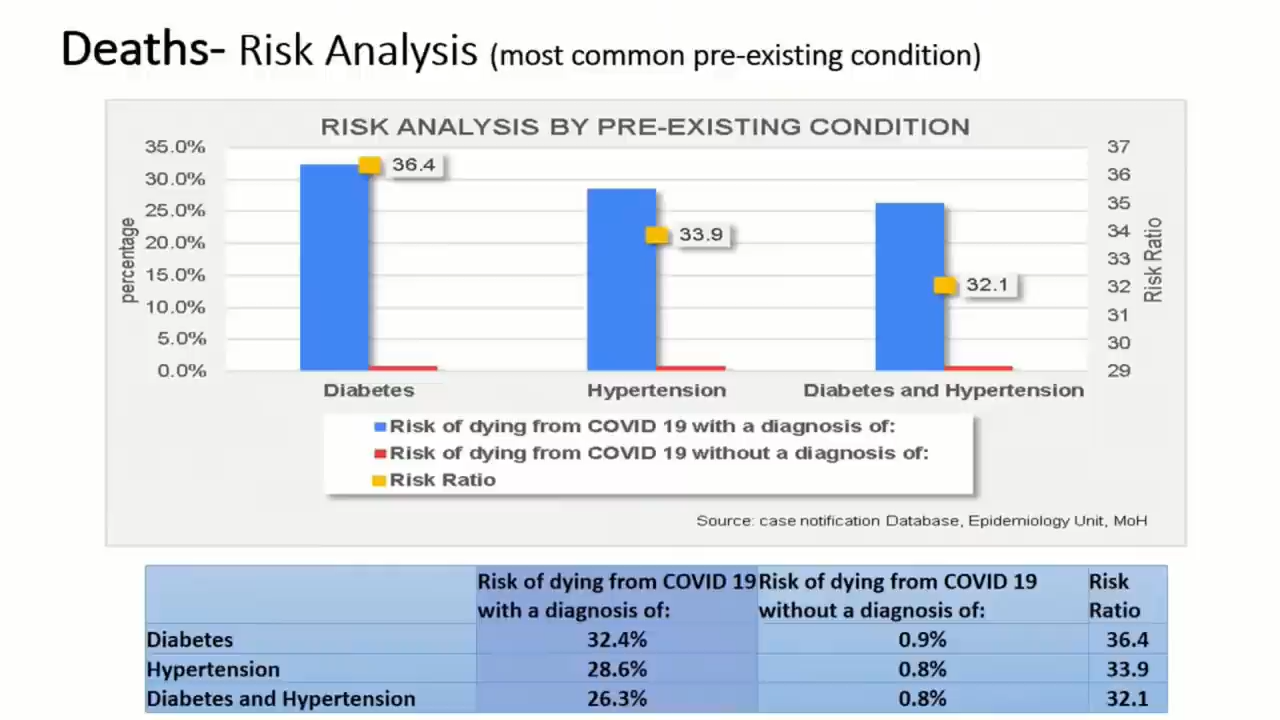 Deaths- Risk Analysis (most common pre-existing condition)
RISK ANALYSIS BY PRE-EXISTING CONDITION
35.0%
30.0%
25.0%
20.0%
15.0%
10.0%
5.0%
0.0%
percentage
36.4
33.9
32.1
37
36
35
34
33
32
31
30
29
Risk Ratio
Diabetes
Hypertension
Diabetes and Hypertension
Risk of dying from COVID 19 with a diagnosis of:
Risk of dying from COVID 19 without a diagnosis of:
Risk Ratio
Source: case notification Database, Epidemiology Unit, MoH
Risk of dying from COVID 19 with a diagnosis of:
Risk of dying from COVID 19 without a diagnosis of:
Risk Ratio
Diabetes 32.4% 0.9% 36.4
Hypertension 28.6% 0.8% 33.9
Diabetes and Hypertension 26.3% 0.8% 32.1